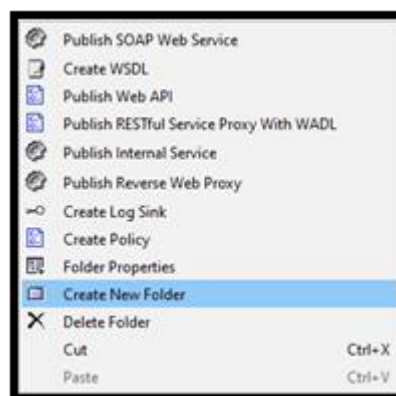 Publish SOAP Web Service
Create WSDL
Publish Web API
Publish RESTful Service Proxy With WADL
Publish Internal Service
Publish Reverse Web Proxy
Create Log Sink
Create Policy
Folder Properties
Create New Folder
Delete Folder
Cut Ctrl+X
Paste Ctrl+V